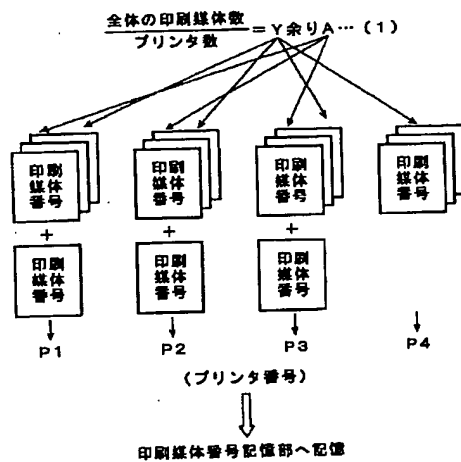 全体の印刷媒体数
プリンタ数
=Y余りA…(1)
印刷
媒体
番号
印刷
媒体
番号
印刷
媒体
番号
印刷
媒体
番号
+
+
+
印刷
媒体
番号
印刷
媒体
番号
印刷
媒体
番号
P1
P2
P3
P4
(プリンタ番号)
印刷媒体番号記憶部へ記憶